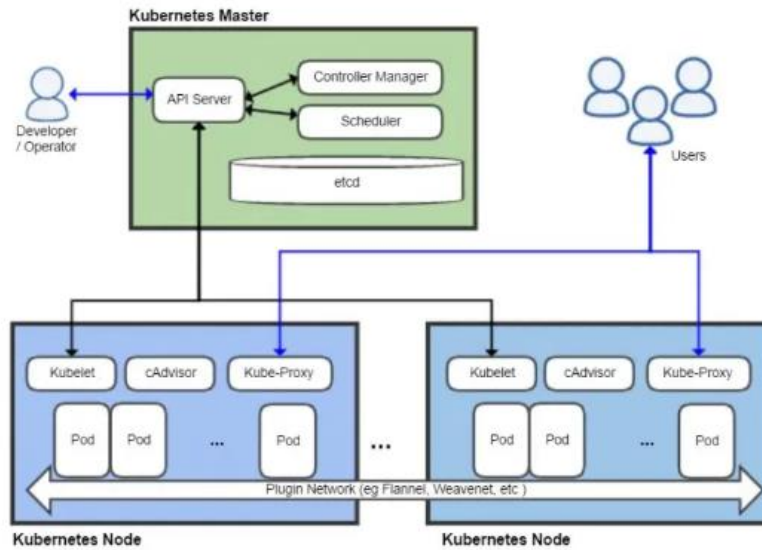 Kubernetes Master
API Server
Controller Manager
Scheduler
etcd
Developer
/ Operator
Users
Kubelet
cAdvisor
Kube-Proxy
Pod
Pod
...
Pod
...
Kubelet
cAdvisor
Kube-Proxy
Pod
Pod
...
Pod
Plugin Network (eg Flannel, Weavenet, etc )
Kubernetes Node
Kubernetes Node